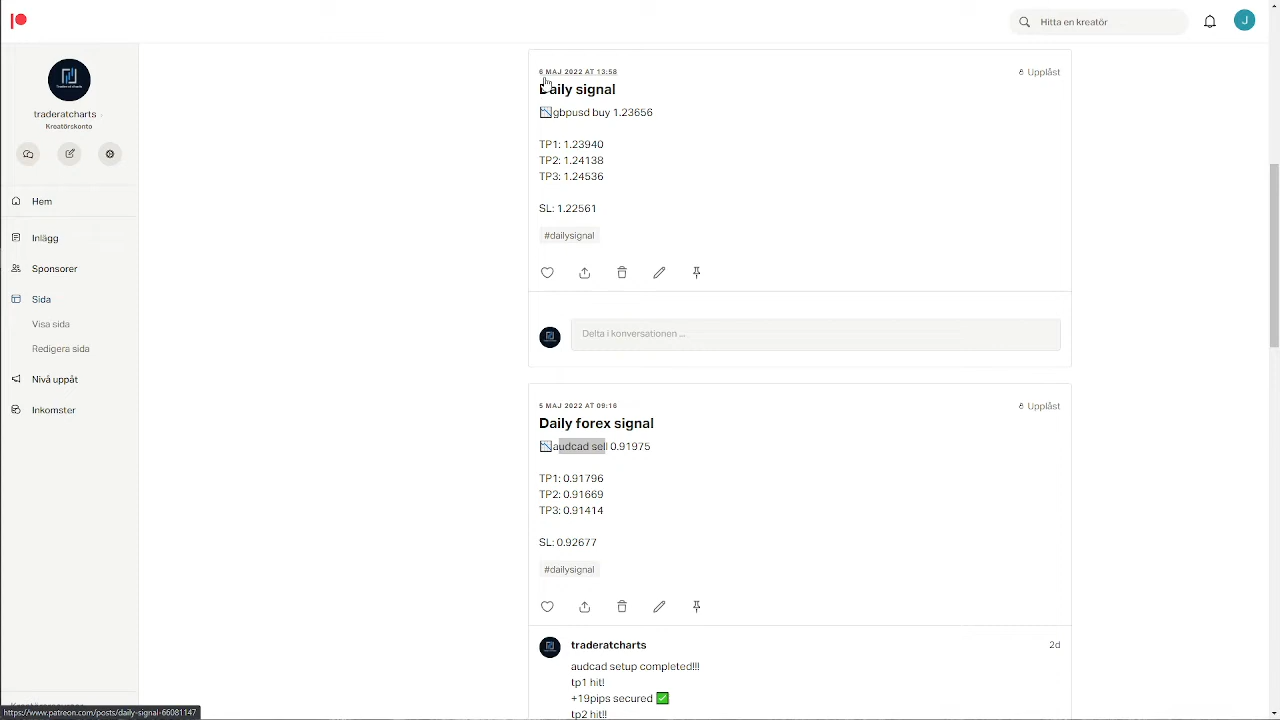 Hitta en kreatör
J
traderatcharts
Kreatörskonto
Hem
Inlägg
Sponsorer
Sida
Visa sida
Redigera sida
Nivå uppåt
Inkomster
https://www.patreon.com/posts/daily-signal-66081147
6 MAJ 2022 AT 13:58
Upplåst
Daily signal
gbpusd buy 1.23656
TP1: 1.23940
TP2: 1.24138
TP3: 1.24536
SL: 1.22561
#dailysignal
Delta i konversationen ...
5 MAJ 2022 AT 09:16
Upplåst
Daily forex signal
audcad sell 0.91975
TP1: 0.91796
TP2: 0.91669
TP3: 0.91414
SL: 0.92677
#dailysignal
traderatcharts
2d
audcad setup completed!!!
tp1 hit!
+19pips secured ✅
tp2 hit!!